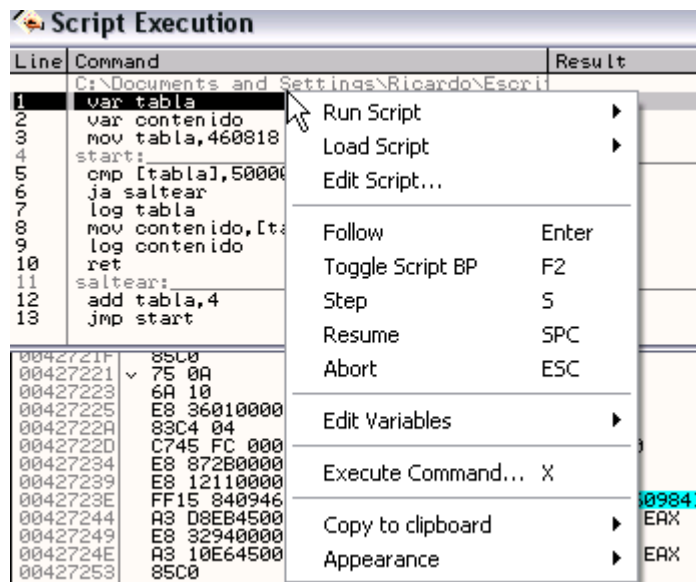 Script Execution
Line Command Result
C:\Documents and Settings\Ricardo\Escri
1 var tabla
2 var contenido
3 mov tabla,460818
4 start:
5 cmp [tabla],50000
6 ja saltear
7 log tabla
8 mov contenido,[ta
9 log contenido
10 ret
11 saltear:
12 add tabla,4
13 jmp start
Run Script
Load Script
Edit Script...
Follow Enter
Toggle Script BP F2
Step S
Resume SPC
Abort ESC
Edit Variables
Execute Command... X
Copy to clipboard
Appearance
0042721F 85C0
00427221 75 0A
00427223 6A 10
00427225 E8 36010000
0042722A 83C4 04
0042722D C745 FC 000
00427234 E8 872B0000
00427239 E8 12110000
0042723E FF15 840946 60984
00427244 A3 D8EB4500 EAX
00427249 E8 32940000
0042724E A3 10E64500 EAX
00427253 85C0